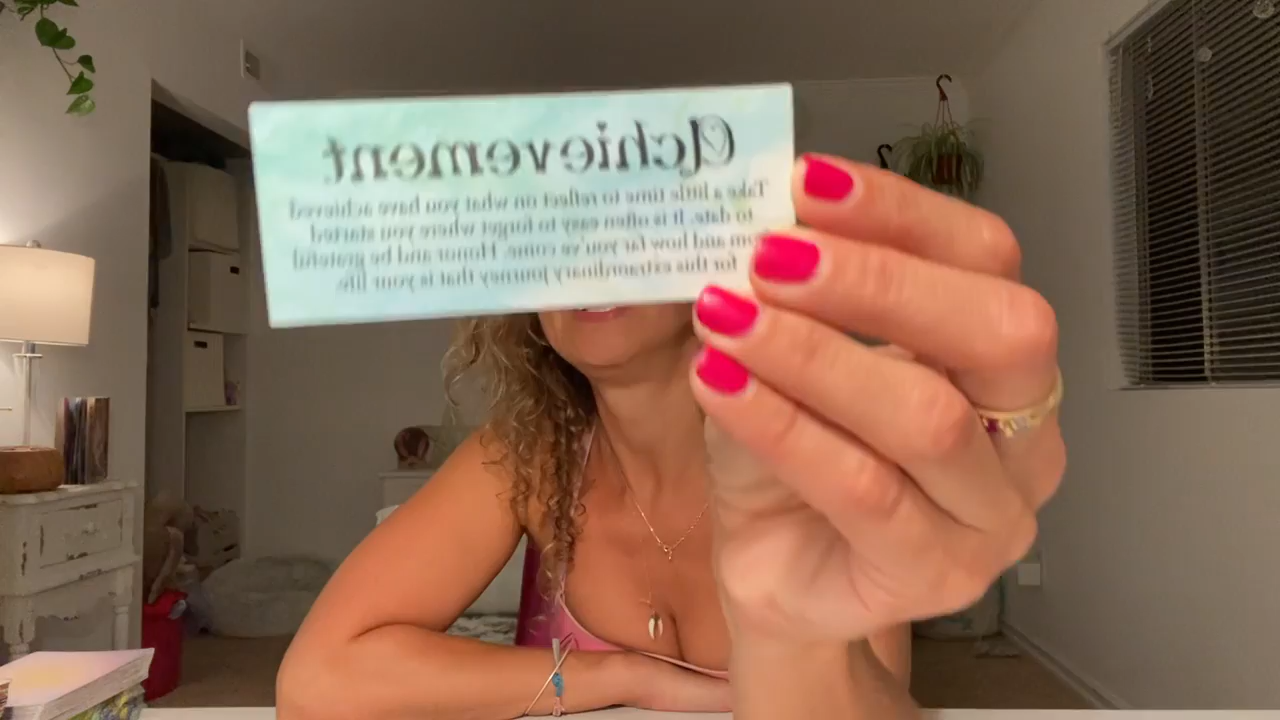 Achievement
Take a little time to reflect on what you have achieved
to date. It is often easy to forget where you started
and how far you've come. Honor and be grateful
for this extraordinary journey that is your life.